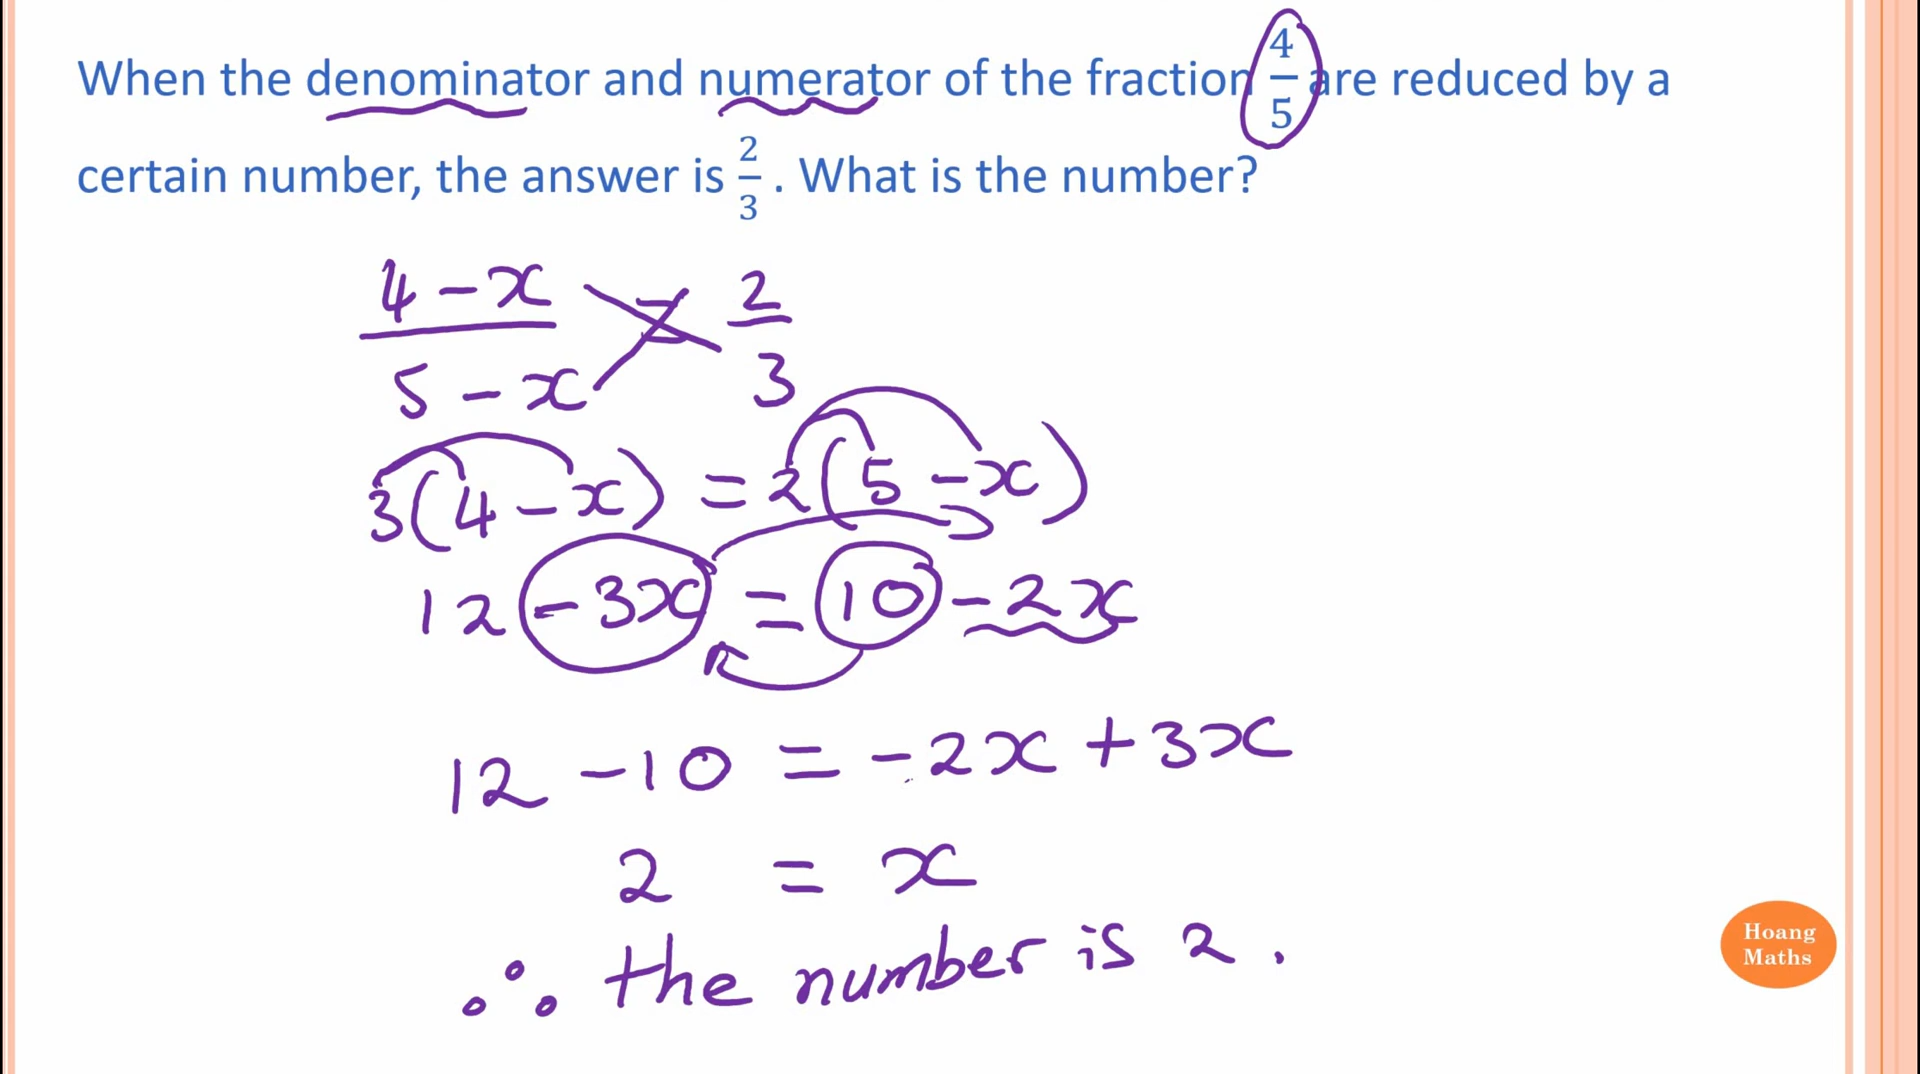 When the denominator and numerator of the fraction 4/5 are reduced by a
certain number, the answer is 2/3 . What is the number?
4 - x / 5 - x = 2 / 3
3(4 - x) = 2(5 - x)
12 - 3x = 10 - 2x
12 - 10 = -2x + 3x
2 = x
∴ the number is 2.
Hoang
Maths